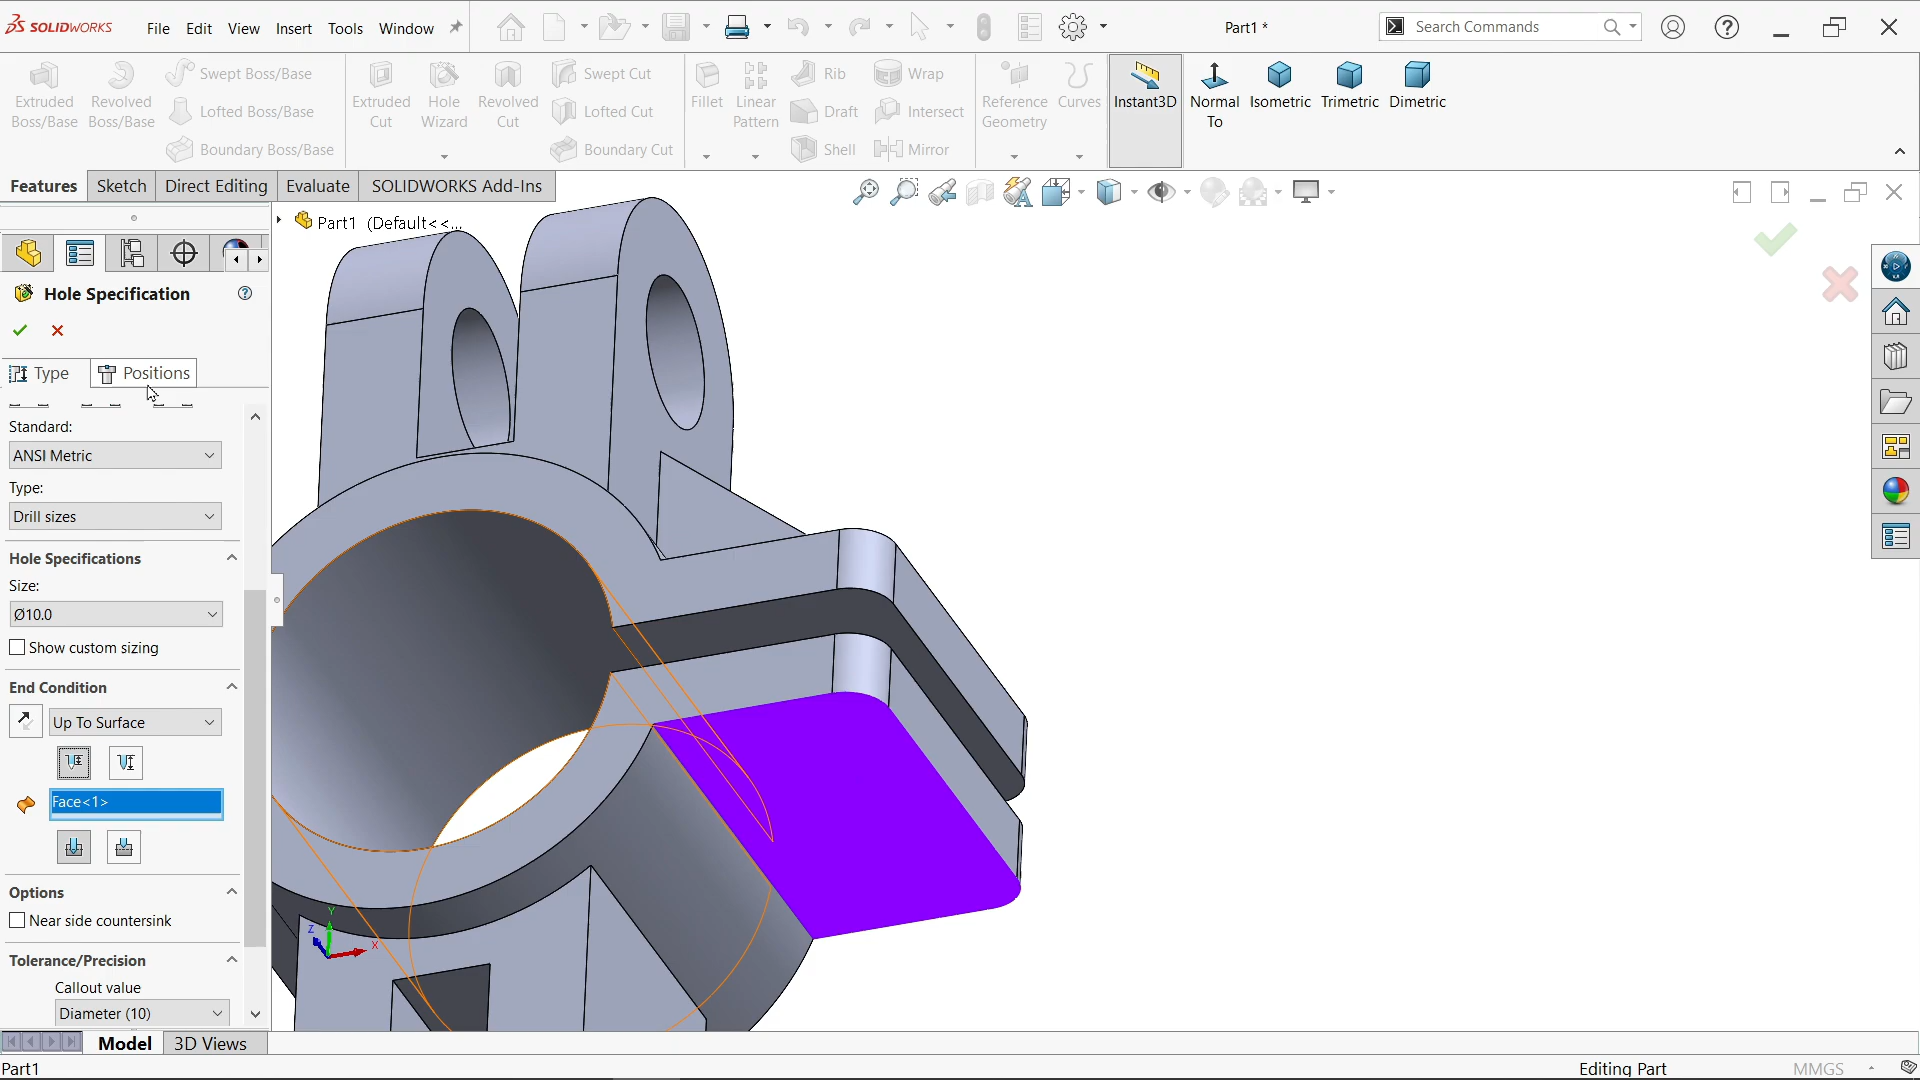 SOLIDWORKS File Edit View Insert Tools Window Part1 * Search Commands
Extruded Boss/Base
Revolved Boss/Base
Swept Boss/Base
Lofted Boss/Base
Boundary Boss/Base
Extruded Cut
Hole Wizard
Revolved Cut
Swept Cut
Lofted Cut
Boundary Cut
Fillet
Linear Pattern
Rib
Draft
Shell
Wrap
Intersect
Mirror
Reference Geometry
Curves
Instant3D
Normal To
Isometric
Trimetric
Dimetric
Features Sketch Direct Editing Evaluate SOLIDWORKS Add-Ins
Part1 (Default<<...
Hole Specification
Type Positions
Standard:
ANSI Metric
Type:
Drill sizes
Hole Specifications
Size:
Ø10.0
Show custom sizing
End Condition
Up To Surface
Face<1>
Options
Near side countersink
Tolerance/Precision
Callout value
Diameter (10)
Y
Z
X
Model 3D Views
Part1 Editing Part MMGS